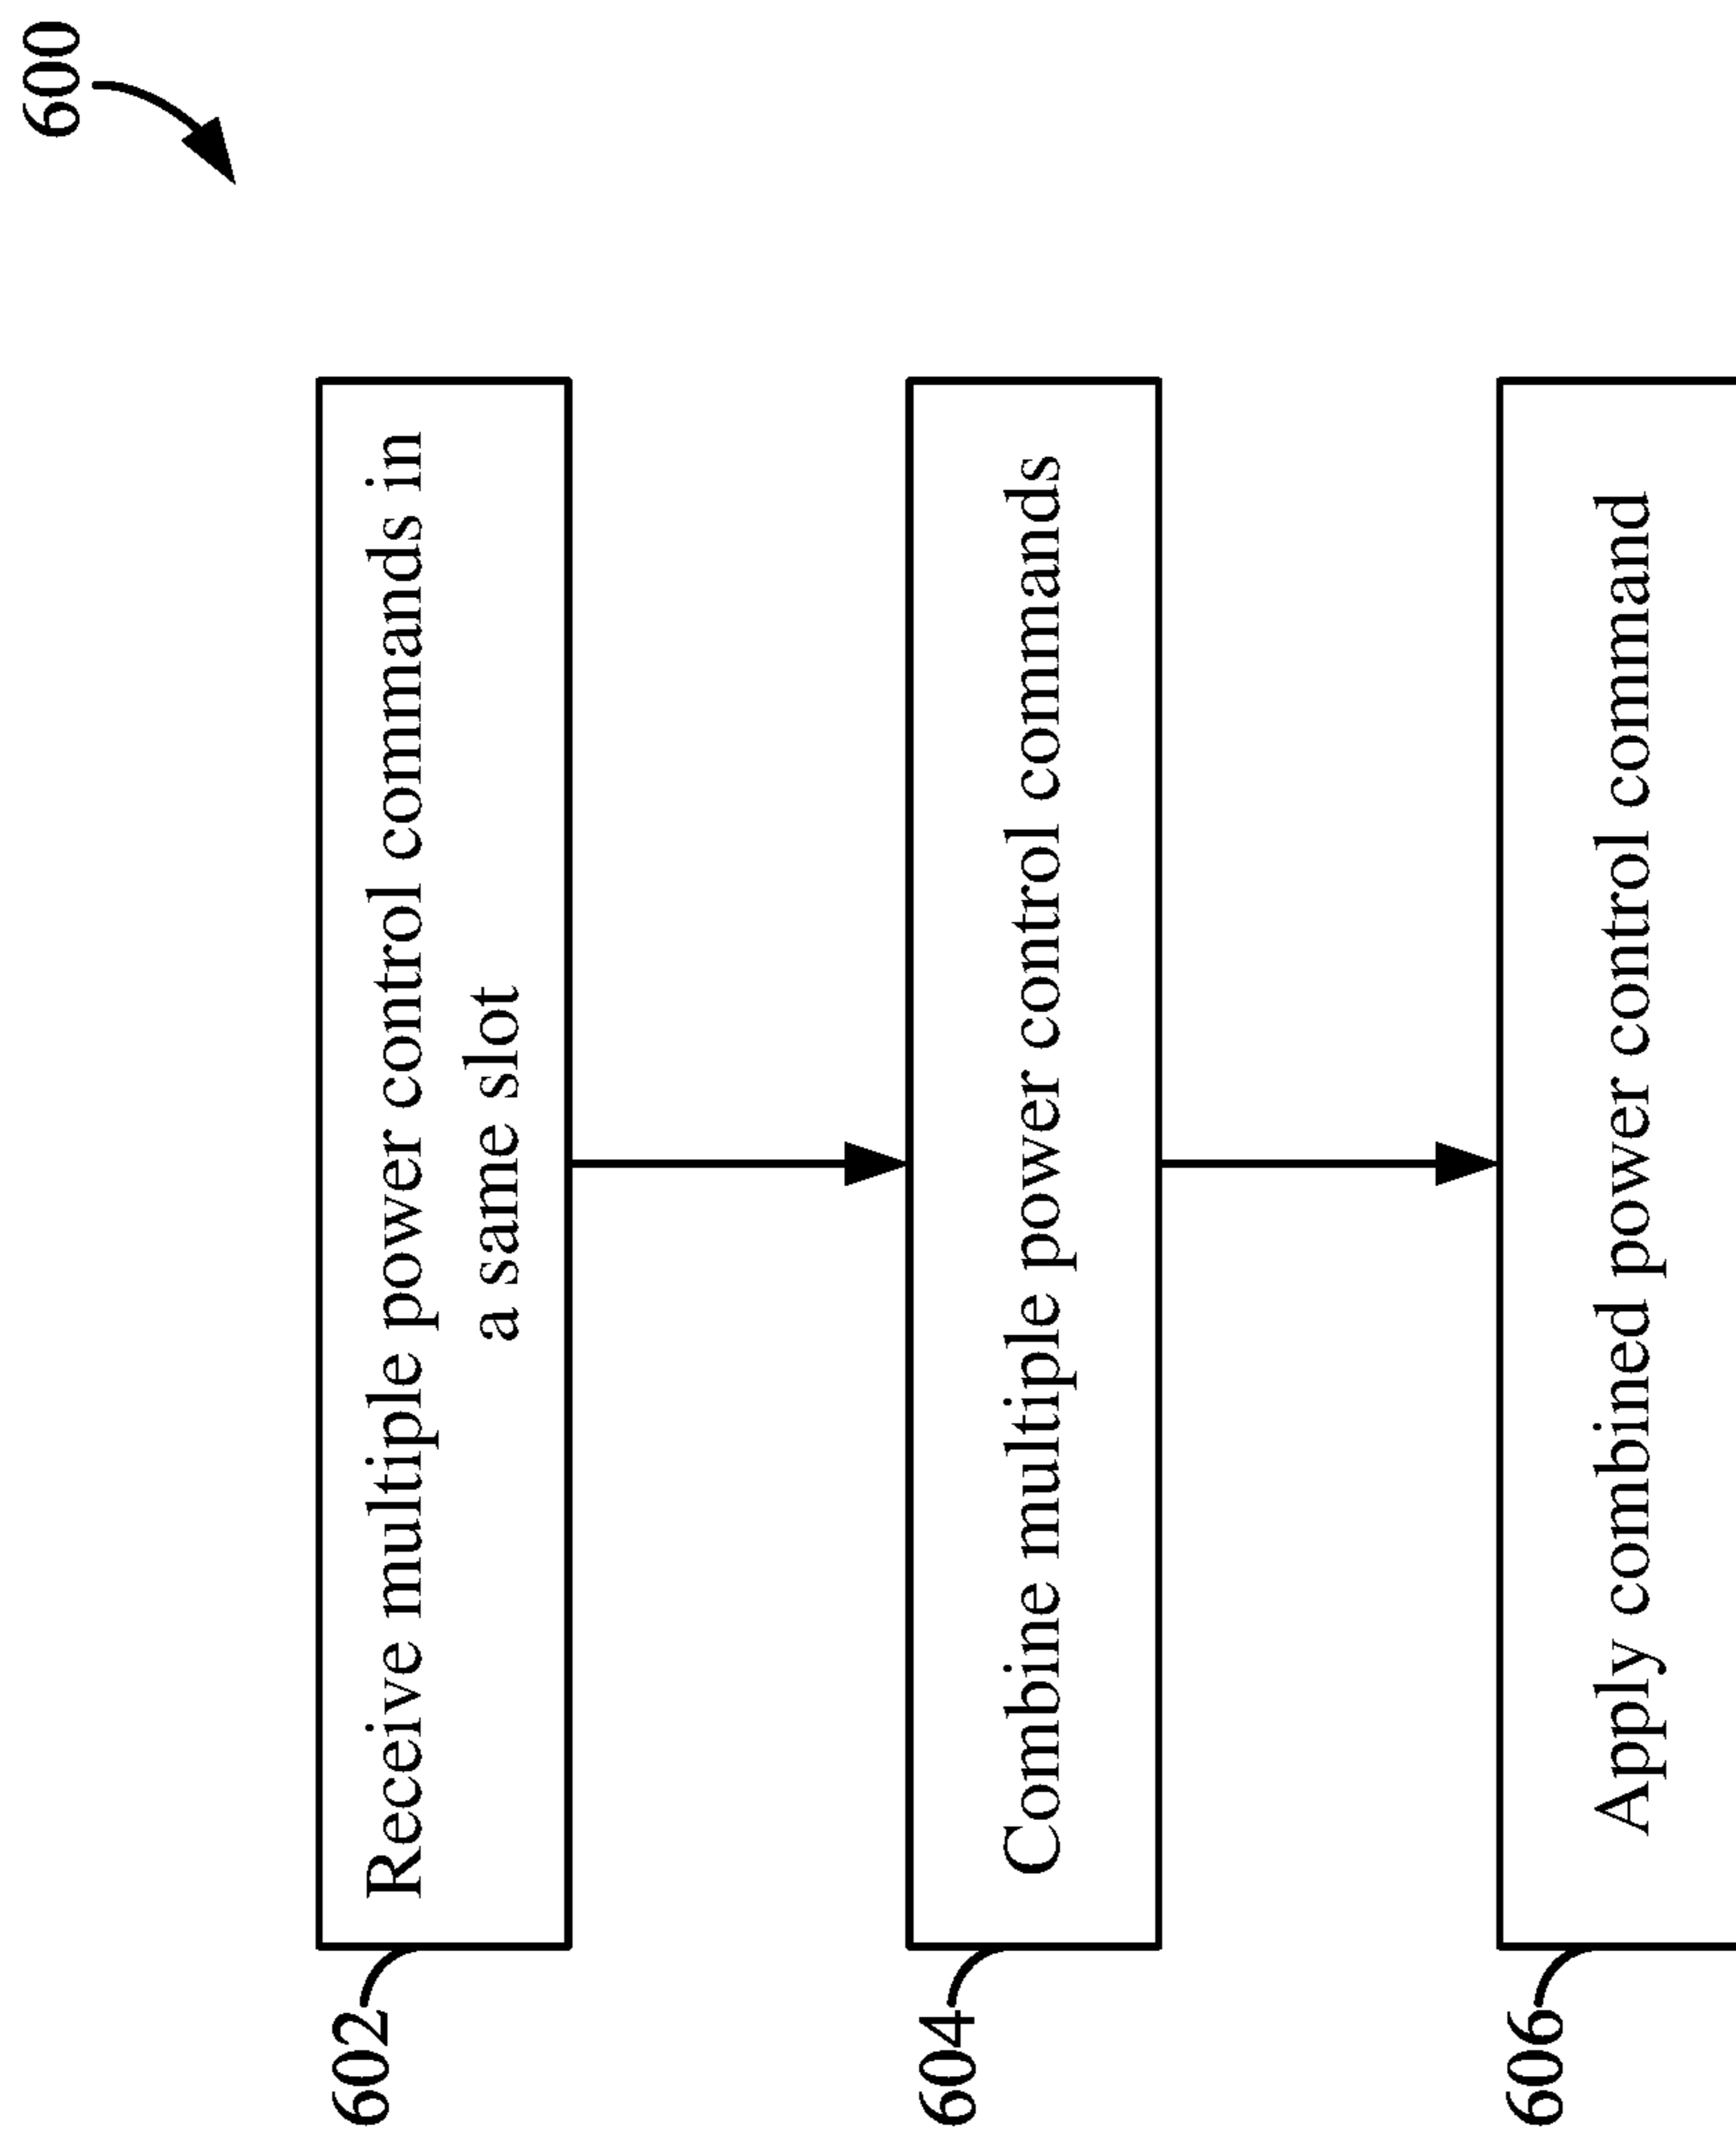 600
602
Receive multiple power control commands in
a same slot
604
Combine multiple power control commands
606
Apply combined power control command